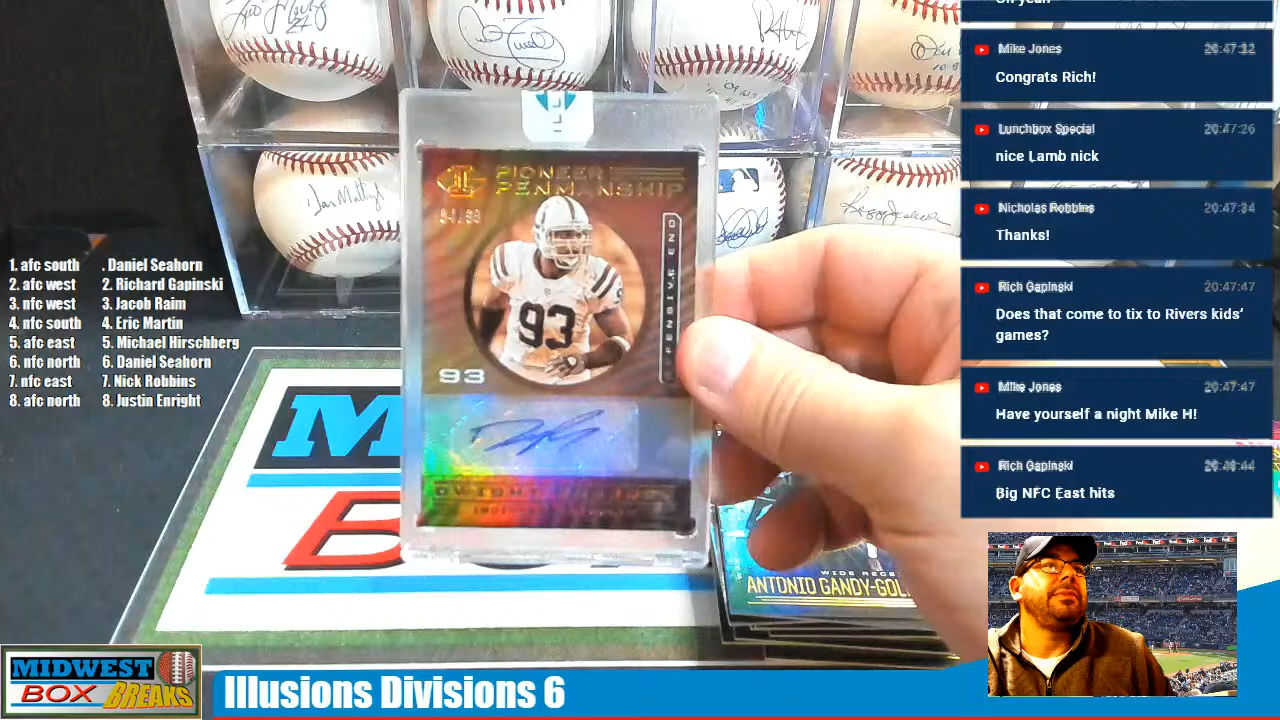 1. afc south
2. afc west
3. nfc west
4. nfc south
5. afc east
6. nfc north
7. nfc east
8. afc north
. Daniel Seahorn
2. Richard Gapinski
3. Jacob Raim
4. Eric Martin
5. Michael Hirschberg
6. Daniel Seahorn
7. Nick Robbins
8. Justin Enright
PIONEER
PENMANSHIP
93
93
DWIGHT
WIDE RECE
ANTONIO GANDY-GOL
Oh yeah
Mike Jones 20:47:12
Congrats Rich!
Lunchbox Special 20:47:26
nice Lamb nick
Nicholas Robbins 20:47:34
Thanks!
Rich Gapinski 20:47:47
Does that come to tix to Rivers kids'
games?
Mike Jones 20:47:47
Have yourself a night Mike H!
Rich Gapinski
Big NFC East hits
MIDWEST
BOX
BREAKS
Illusions Divisions 6